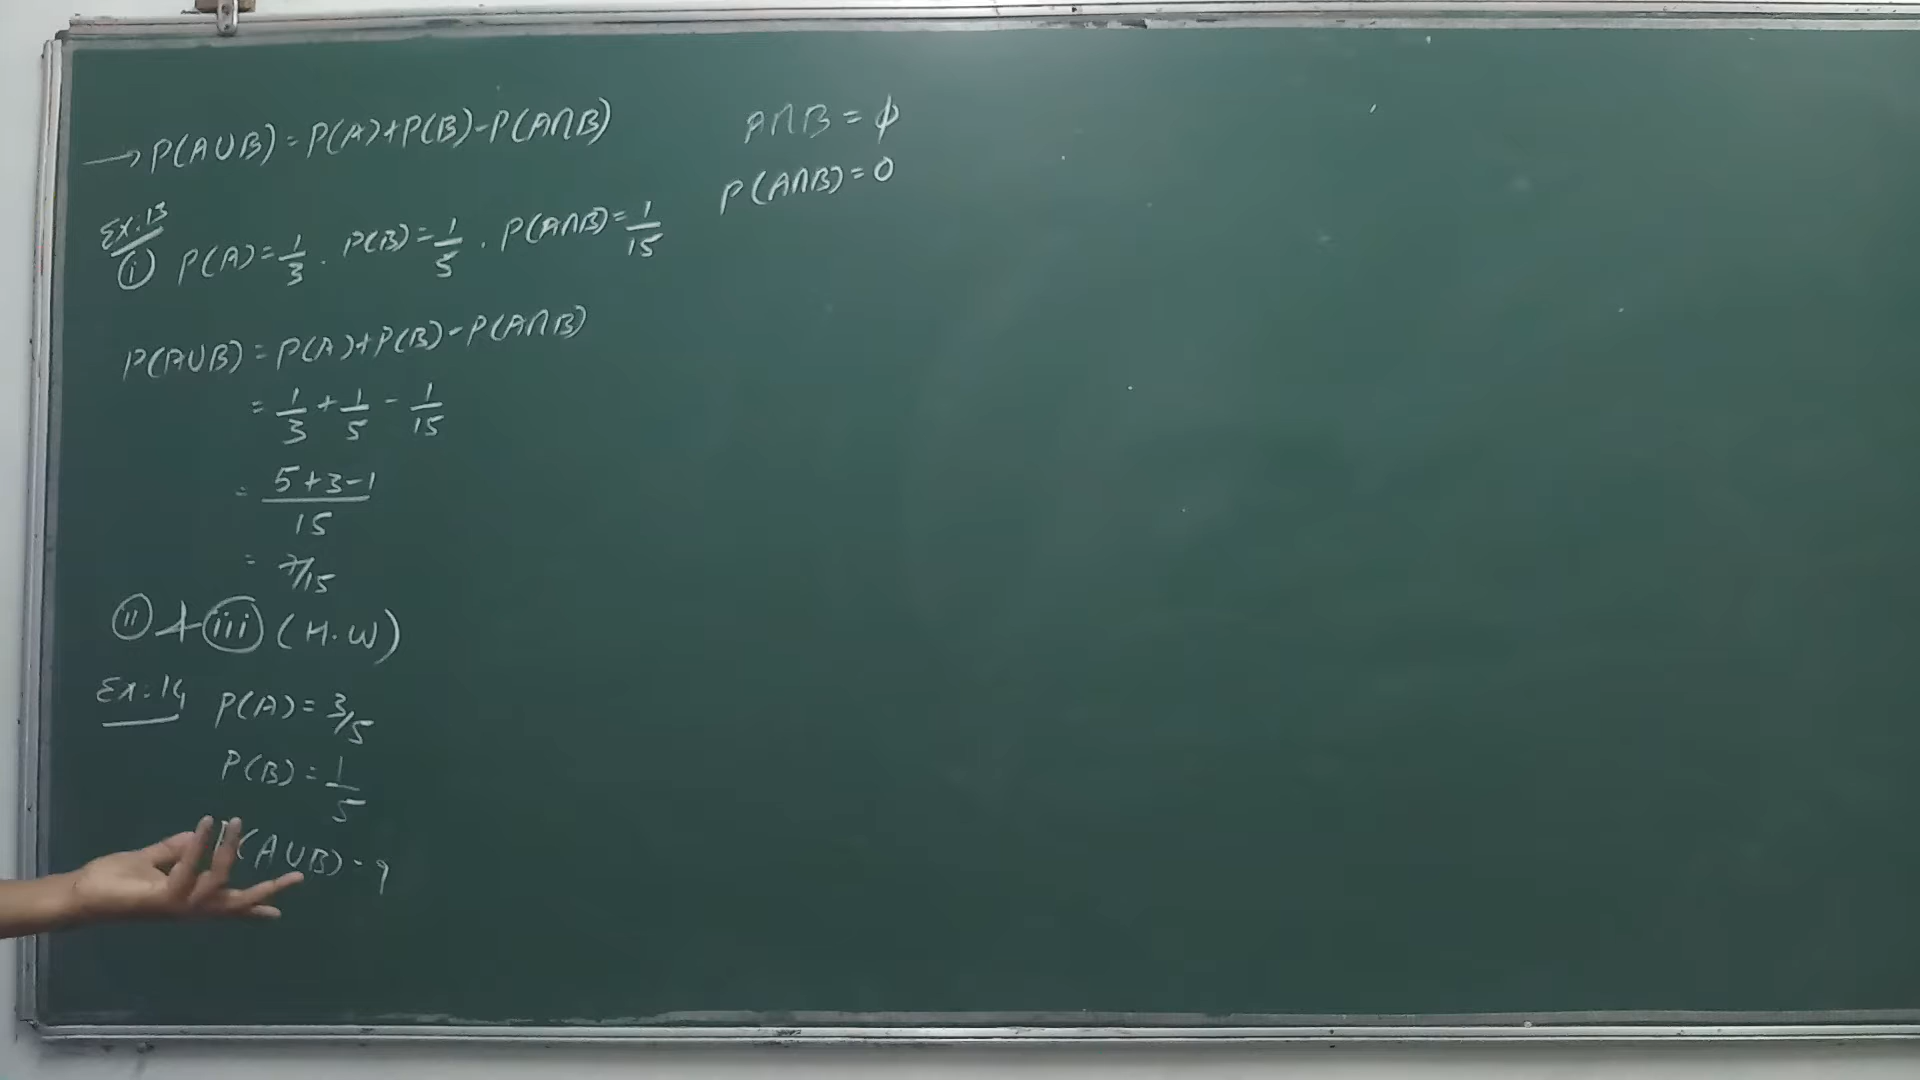 → P(A∪B) = P(A)+P(B)-P(A∩B)
A∩B = ϕ
P(A∩B) = 0
Ex:13
(i) P(A) = 1/3 . P(B) = 1/5 . P(A∩B) = 1/15
P(A∪B) = P(A)+P(B)-P(A∩B)
= 1/3 + 1/5 - 1/15
= (5+3-1)/15
= 7/15
(ii) & (iii) (H.W)
Ex:14 P(A) = 3/5
P(B) = 1/5
P(A∪B) = ?